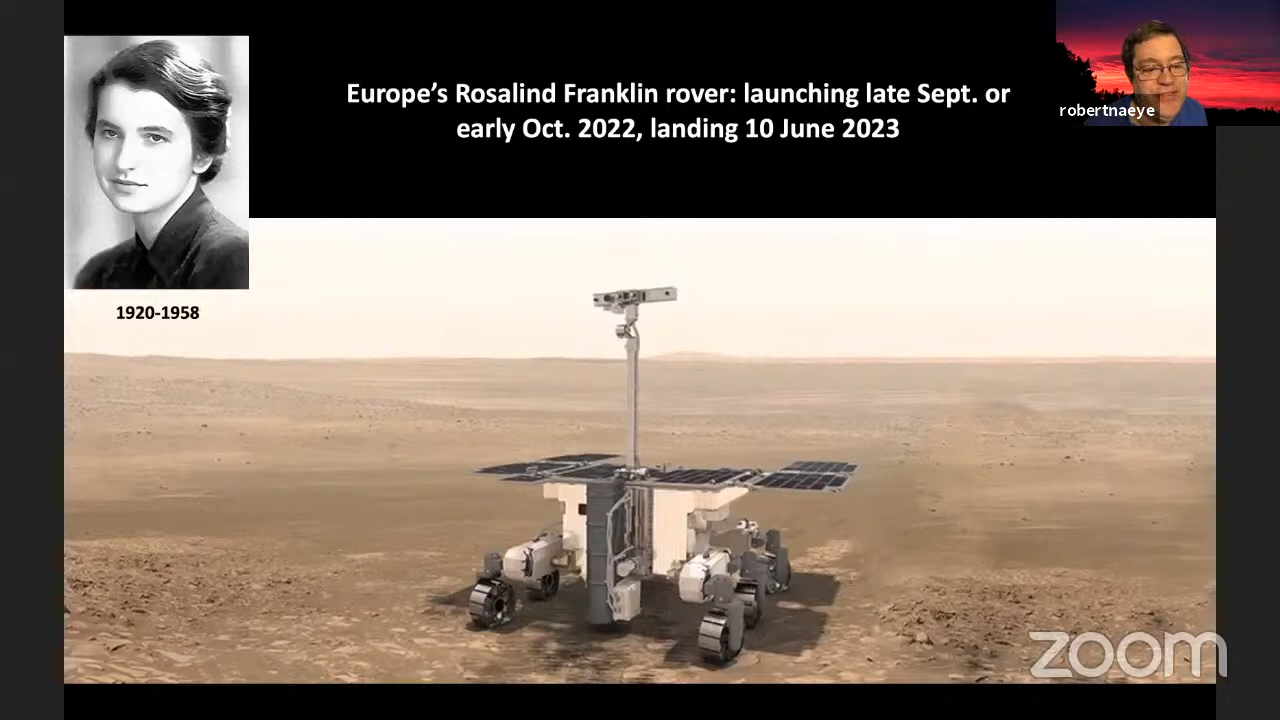 Europe's Rosalind Franklin rover: launching late Sept. or
early Oct. 2022, landing 10 June 2023
robertnaeye
1920-1958
zoom